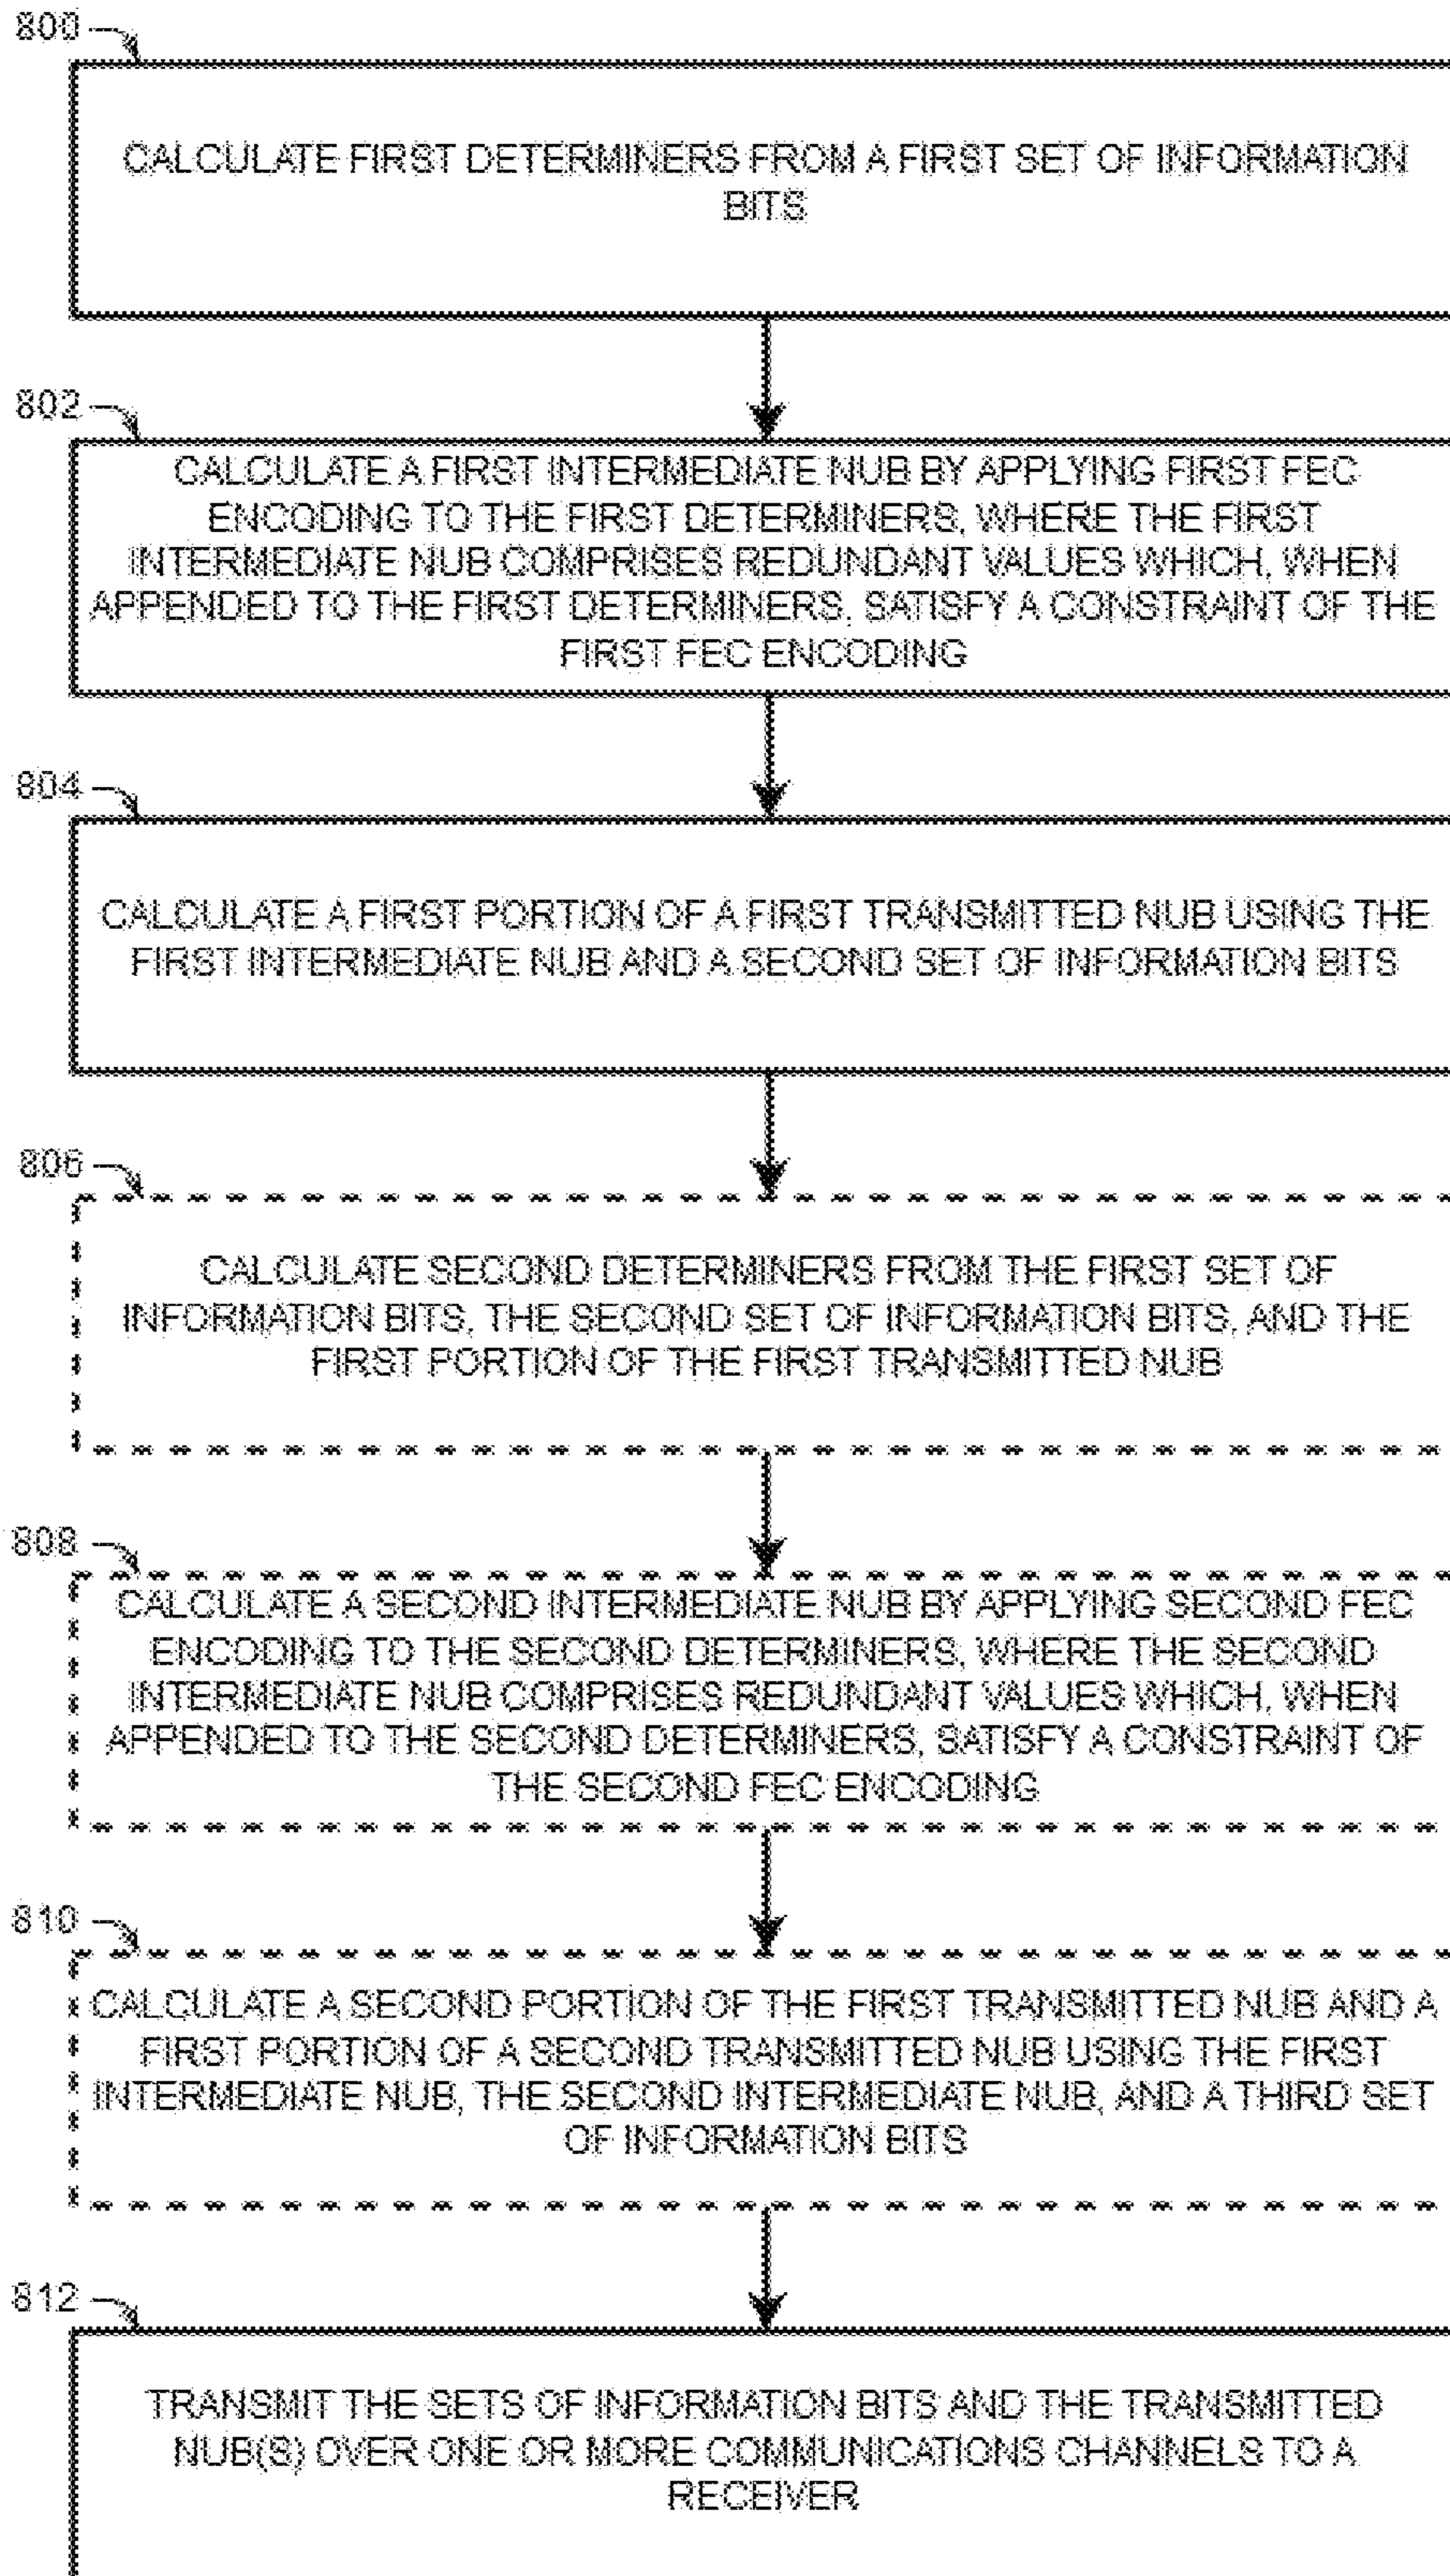 800
CALCULATE FIRST DETERMINERS FROM A FIRST SET OF INFORMATION
BITS
802
CALCULATE A FIRST INTERMEDIATE NUB BY APPLYING FIRST FEC
ENCODING TO THE FIRST DETERMINERS, WHERE THE FIRST
INTERMEDIATE NUB COMPRISES REDUNDANT VALUES WHICH, WHEN
APPENDED TO THE FIRST DETERMINERS, SATISFY A CONSTRAINT OF THE
FIRST FEC ENCODING
804
CALCULATE A FIRST PORTION OF A FIRST TRANSMITTED NUB USING THE
FIRST INTERMEDIATE NUB AND A SECOND SET OF INFORMATION BITS
806
CALCULATE SECOND DETERMINERS FROM THE FIRST SET OF
INFORMATION BITS, THE SECOND SET OF INFORMATION BITS, AND THE
FIRST PORTION OF THE FIRST TRANSMITTED NUB
808
CALCULATE A SECOND INTERMEDIATE NUB BY APPLYING SECOND FEC
ENCODING TO THE SECOND DETERMINERS, WHERE THE SECOND
INTERMEDIATE NUB COMPRISES REDUNDANT VALUES WHICH, WHEN
APPENDED TO THE SECOND DETERMINERS, SATISFY A CONSTRAINT OF
THE SECOND FEC ENCODING
810
CALCULATE A SECOND PORTION OF THE FIRST TRANSMITTED NUB AND A
FIRST PORTION OF A SECOND TRANSMITTED NUB USING THE FIRST
INTERMEDIATE NUB, THE SECOND INTERMEDIATE NUB, AND A THIRD SET
OF INFORMATION BITS
812
TRANSMIT THE SETS OF INFORMATION BITS AND THE TRANSMITTED
NUB(S) OVER ONE OR MORE COMMUNICATIONS CHANNELS TO A
RECEIVER